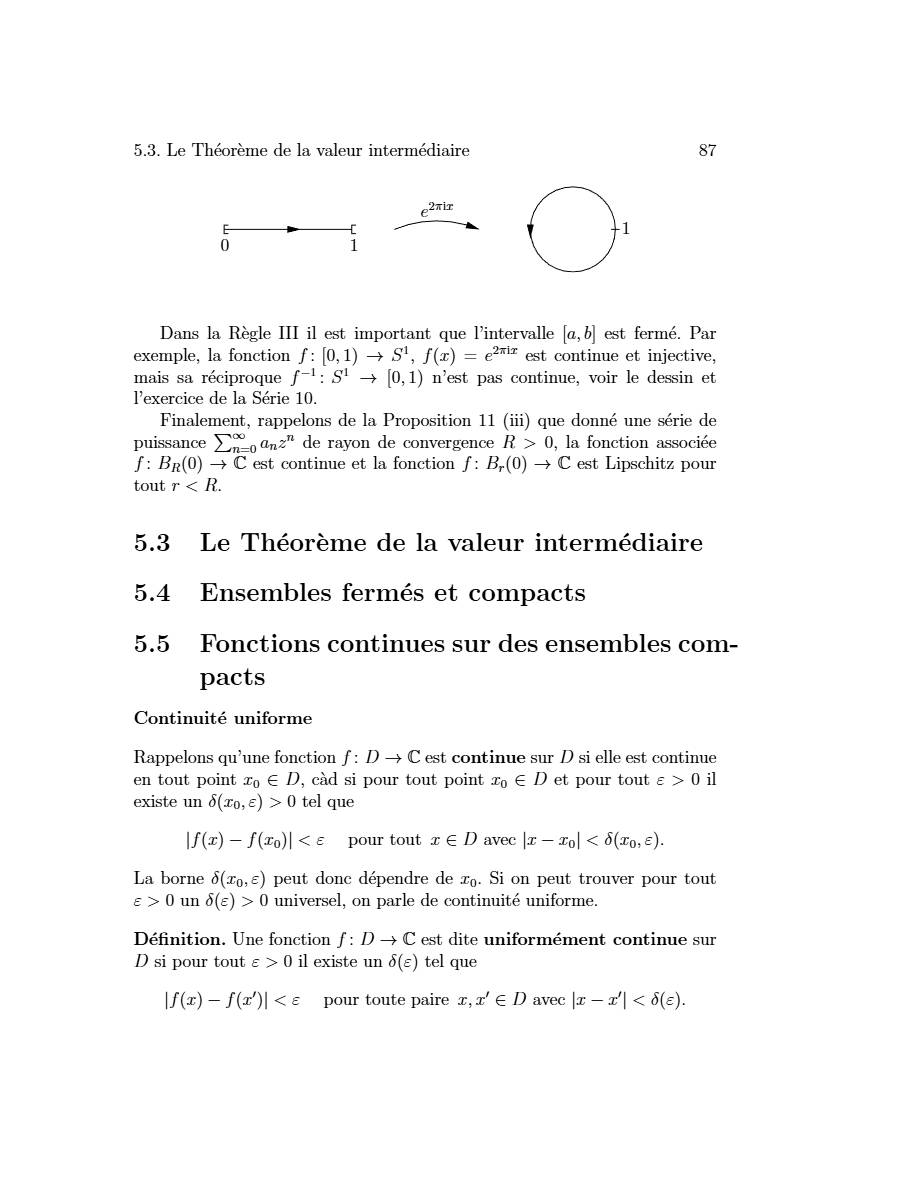 5.3. Le Théorème de la valeur intermédiaire 87
e^{2πix}
0 1 1
Dans la Règle III il est important que l'intervalle [a, b] est fermé. Par
exemple, la fonction f : [0, 1) → S¹, f(x) = e^{2πix} est continue et injective,
mais sa réciproque f⁻¹ : S¹ → [0, 1) n'est pas continue, voir le dessin et
l'exercice de la Série 10.
Finalement, rappelons de la Proposition 11 (iii) que donné une série de
puissance ∑_{n=0}^{∞} aₙzⁿ de rayon de convergence R > 0, la fonction associée
f : B_R(0) → ℂ est continue et la fonction f : B_r(0) → ℂ est Lipschitz pour
tout r < R.
5.3 Le Théorème de la valeur intermédiaire
5.4 Ensembles fermés et compacts
5.5 Fonctions continues sur des ensembles com-
pacts
Continuité uniforme
Rappelons qu'une fonction f : D → ℂ est continue sur D si elle est continue
en tout point x₀ ∈ D, càd si pour tout point x₀ ∈ D et pour tout ε > 0 il
existe un δ(x₀, ε) > 0 tel que
|f(x) − f(x₀)| < ε pour tout x ∈ D avec |x − x₀| < δ(x₀, ε).
La borne δ(x₀, ε) peut donc dépendre de x₀. Si on peut trouver pour tout
ε > 0 un δ(ε) > 0 universel, on parle de continuité uniforme.
Définition. Une fonction f : D → ℂ est dite uniformément continue sur
D si pour tout ε > 0 il existe un δ(ε) tel que
|f(x) − f(x′)| < ε pour toute paire x, x′ ∈ D avec |x − x′| < δ(ε).